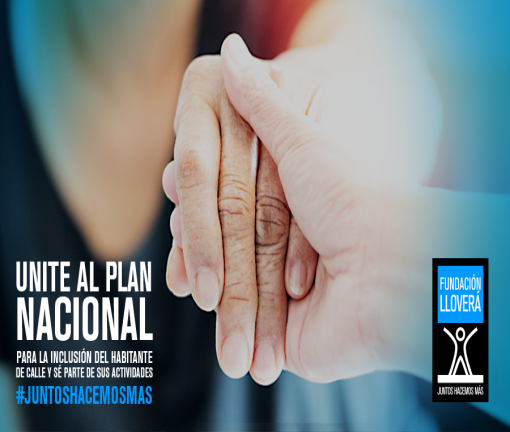 UNITE AL PLAN
NACIONAL
PARA LA INCLUSIÓN DEL HABITANTE
DE CALLE Y SÉ PARTE DE SUS ACTIVIDADES
#JUNTOSHACEMOSMAS
FUNDACIÓN
LLOVERÁ
JUNTOS HACEMOS MÁS